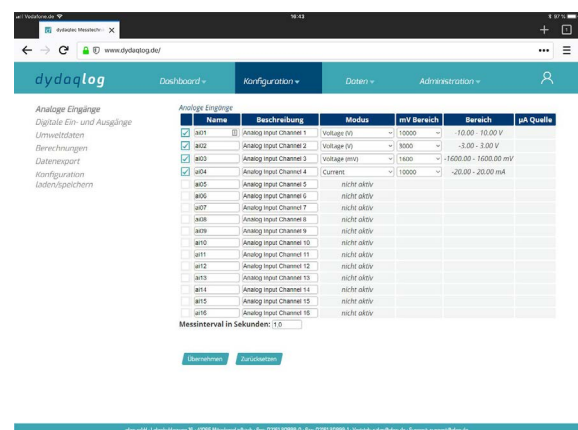 Vodafone.de
16:43
97 %
dydaqlog Messtechn
www.dydaqlog.de/
dydaqlog
Dashboard
Konfiguration
Daten
Administration
Analoge Eingänge
Digitale Ein- und Ausgänge
Umweltdaten
Berechnungen
Datenexport
Konfiguration
laden/speichern
Analoge Eingänge
Name Beschreibung Modus mV Bereich Bereich µA Quelle
ai01 Analog Input Channel 1 Voltage (V) 10000 -10.00 - 10.00 V
ai02 Analog Input Channel 2 Voltage (V) 3000 -3.00 - 3.00 V
ai03 Analog Input Channel 3 Voltage (mV) 1600 -1600.00 - 1600.00 mV
ai04 Analog Input Channel 4 Current 10000 -20.00 - 20.00 mA
ai05 Analog Input Channel 5 nicht aktiv
ai06 Analog Input Channel 6 nicht aktiv
ai07 Analog Input Channel 7 nicht aktiv
ai08 Analog Input Channel 8 nicht aktiv
ai09 Analog Input Channel 9 nicht aktiv
ai10 Analog Input Channel 10 nicht aktiv
ai11 Analog Input Channel 11 nicht aktiv
ai12 Analog Input Channel 12 nicht aktiv
ai13 Analog Input Channel 13 nicht aktiv
ai14 Analog Input Channel 14 nicht aktiv
ai15 Analog Input Channel 15 nicht aktiv
ai16 Analog Input Channel 16 nicht aktiv
Messinterval in Sekunden: 1,0
Übernehmen Zurücksetzen